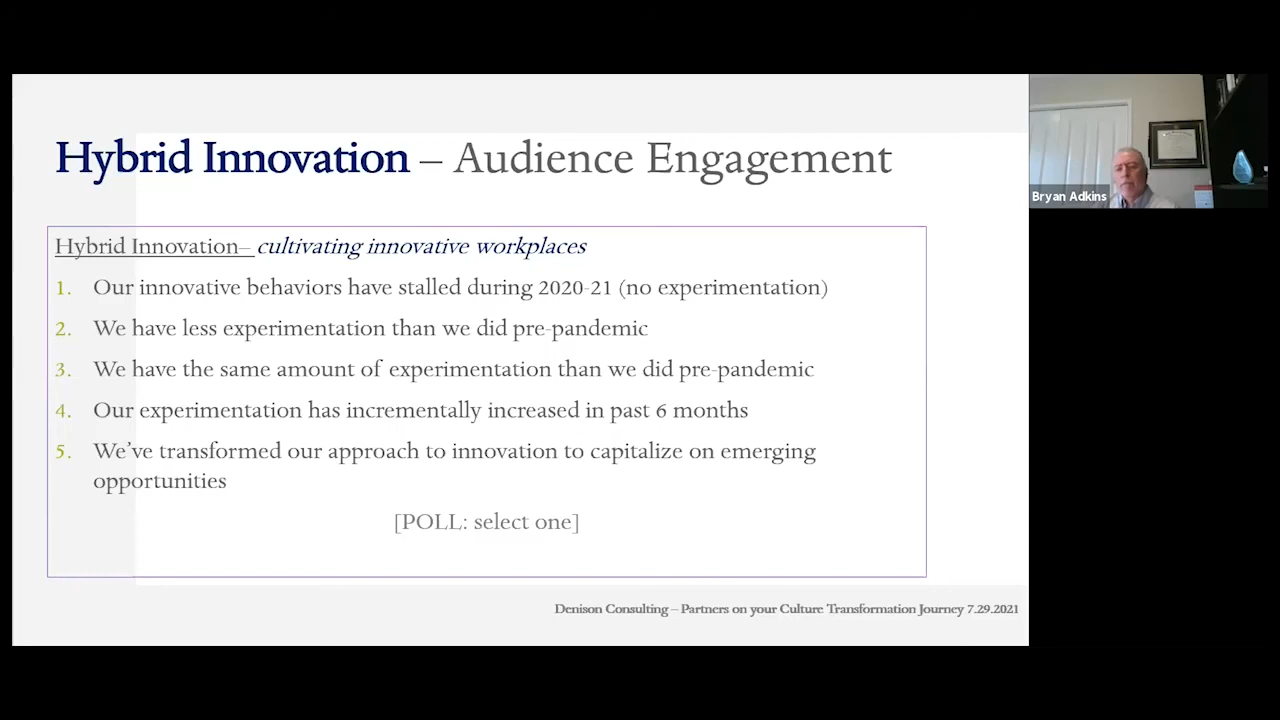 Hybrid Innovation – Audience Engagement
Hybrid Innovation– cultivating innovative workplaces
1. Our innovative behaviors have stalled during 2020-21 (no experimentation)
2. We have less experimentation than we did pre-pandemic
3. We have the same amount of experimentation than we did pre-pandemic
4. Our experimentation has incrementally increased in past 6 months
5. We’ve transformed our approach to innovation to capitalize on emerging
opportunities
[POLL: select one]
Denison Consulting – Partners on your Culture Transformation Journey 7.29.2021
Bryan Adkins